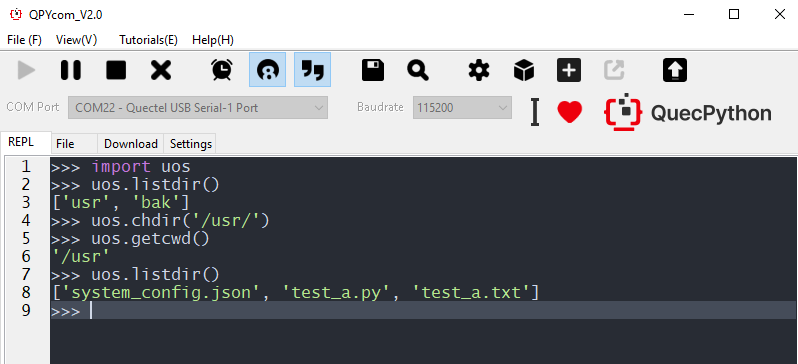 QPYcom_V2.0
File (F) View(V) Tutorials(E) Help(H)
COM Port COM22 - Quectel USB Serial-1 Port Baudrate 115200 QuecPython
REPL File Download Settings
1 >>> import uos
2 >>> uos.listdir()
3 ['usr', 'bak']
4 >>> uos.chdir('/usr/')
5 >>> uos.getcwd()
6 '/usr'
7 >>> uos.listdir()
8 ['system_config.json', 'test_a.py', 'test_a.txt']
9 >>>